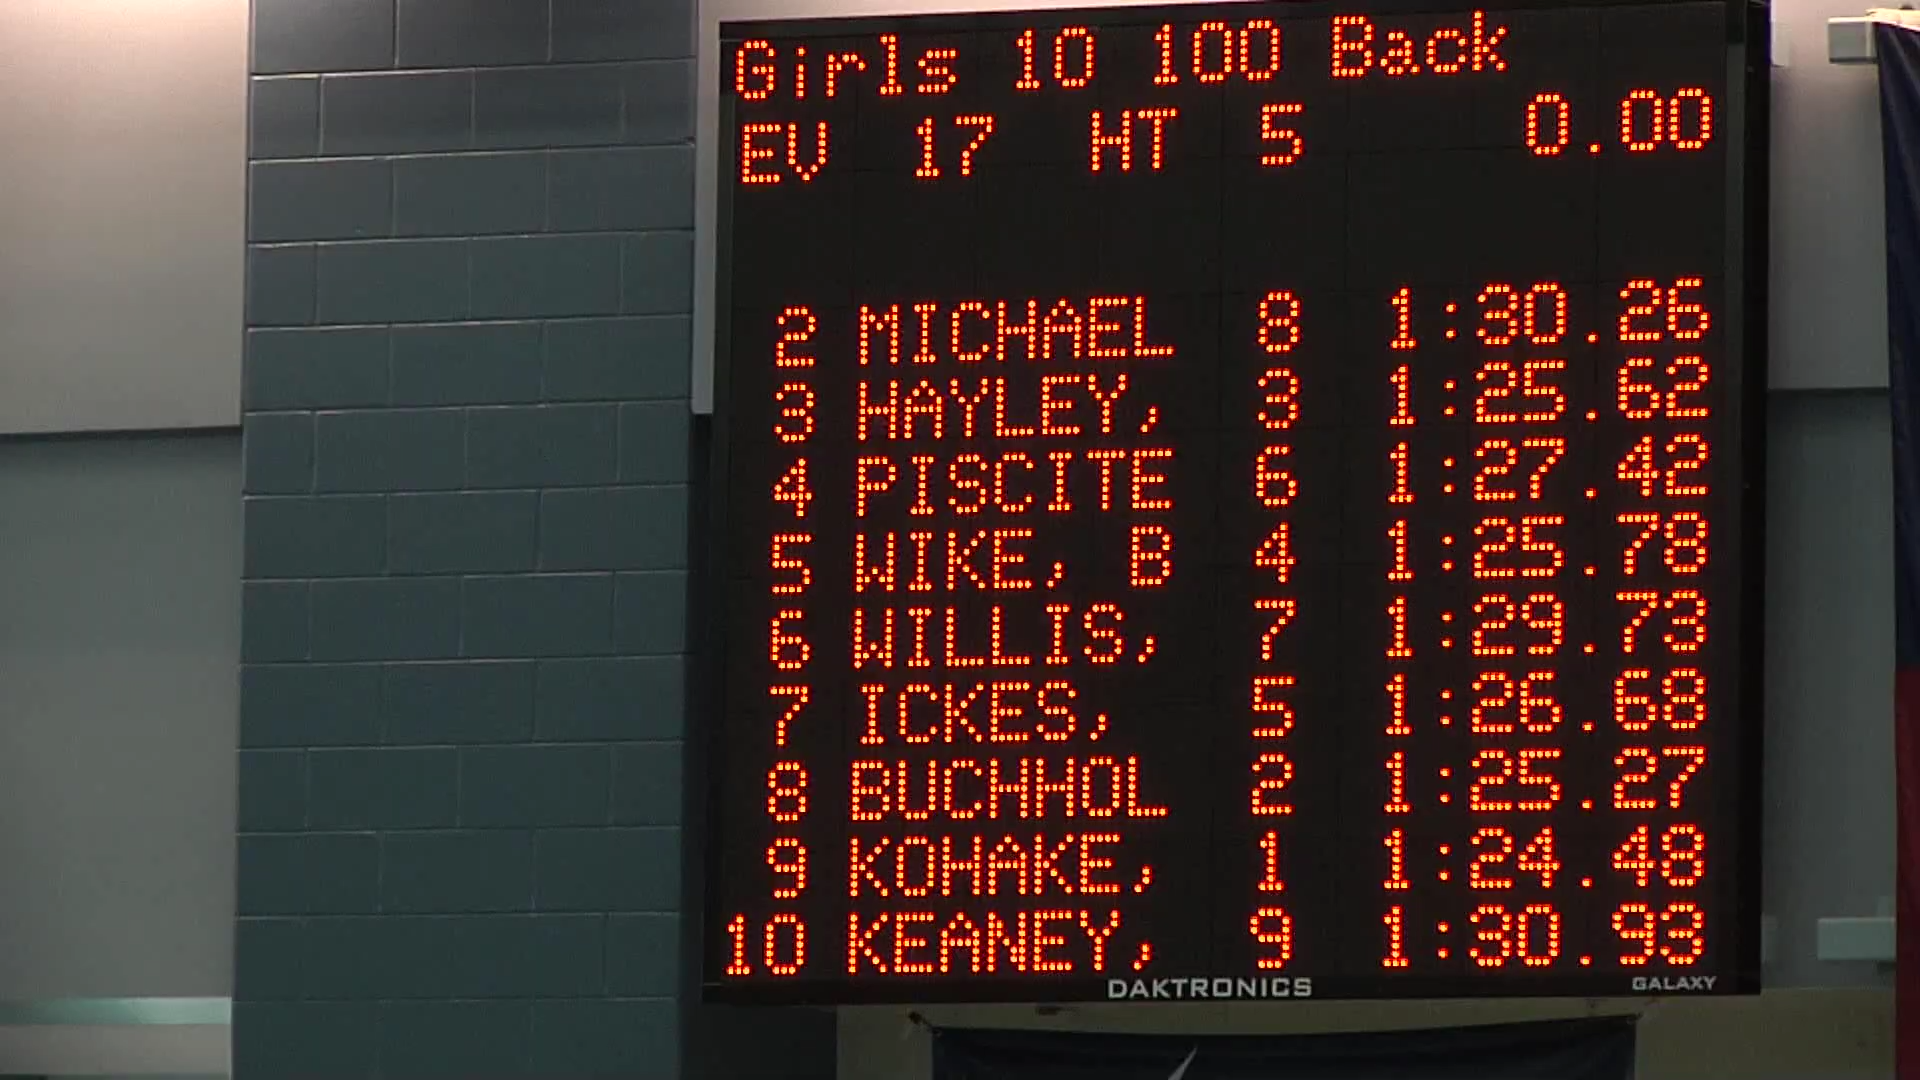 Girls 10 100 Back
EV 17 HT 5 0.00
2 MICHAEL 8 1:30.26
3 HAYLEY, 3 1:25.62
4 PISCITE 6 1:27.42
5 WIKE, B 4 1:25.78
6 WILLIS, 7 1:29.73
7 ICKES, 5 1:26.68
8 BUCHHOL 2 1:25.27
9 KOHAKE, 1 1:24.48
10 KEANEY, 9 1:30.93
DAKTRONICS GALAXY